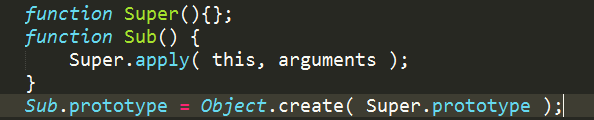 function Super(){};
function Sub() {
Super.apply( this, arguments );
}
Sub.prototype = Object.create( Super.prototype );